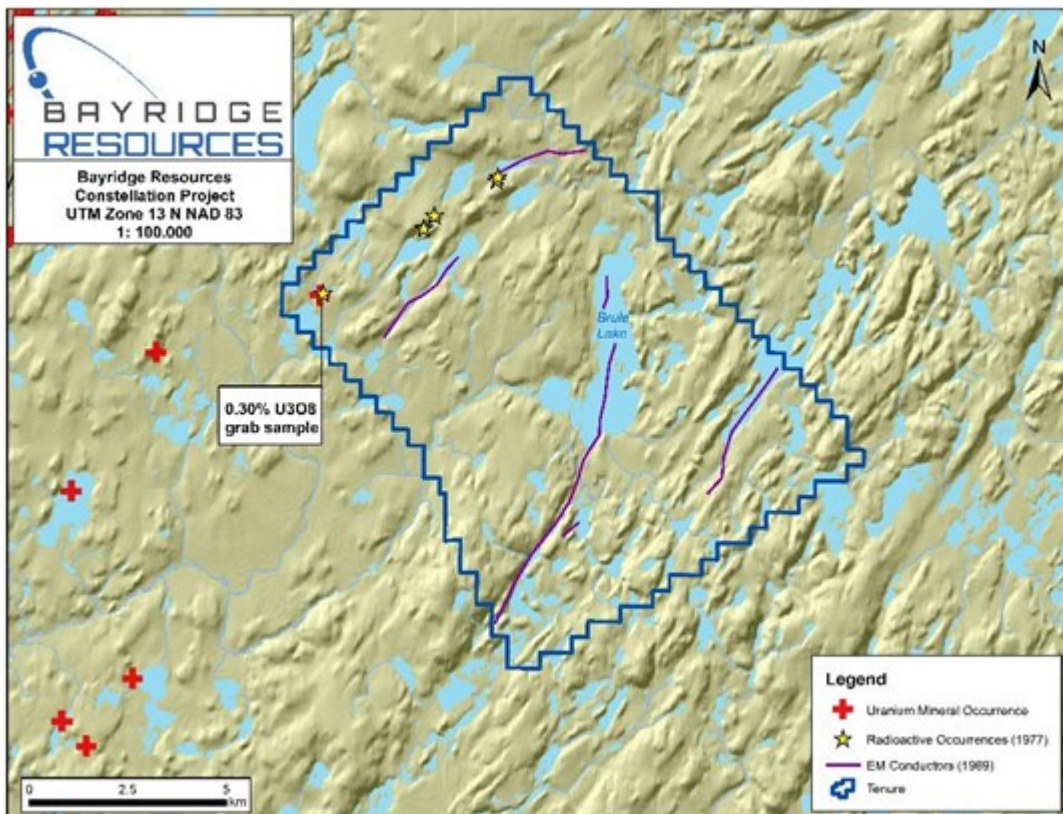 BAYRIDGE
RESOURCES
Bayridge Resources
Constellation Project
UTM Zone 13 N NAD 83
1: 100.000
N
Brule
Lake
0.30% U3O8
grab sample
Legend
Uranium Mineral Occurrence
Radioactive Occurrences (1977)
EM Conductors (1989)
Tenure
0 2.5 5
km